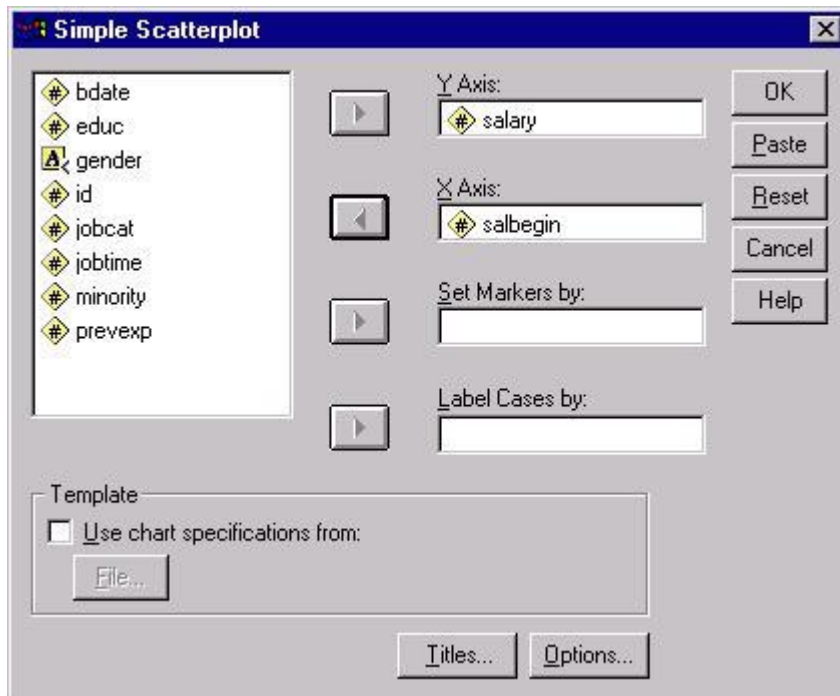 Simple Scatterplot
bdate
educ
gender
id
jobcat
jobtime
minority
prevexp
Y Axis:
salary
X Axis:
salbegin
Set Markers by:
Label Cases by:
OK
Paste
Reset
Cancel
Help
Template
Use chart specifications from:
File...
Titles...
Options...